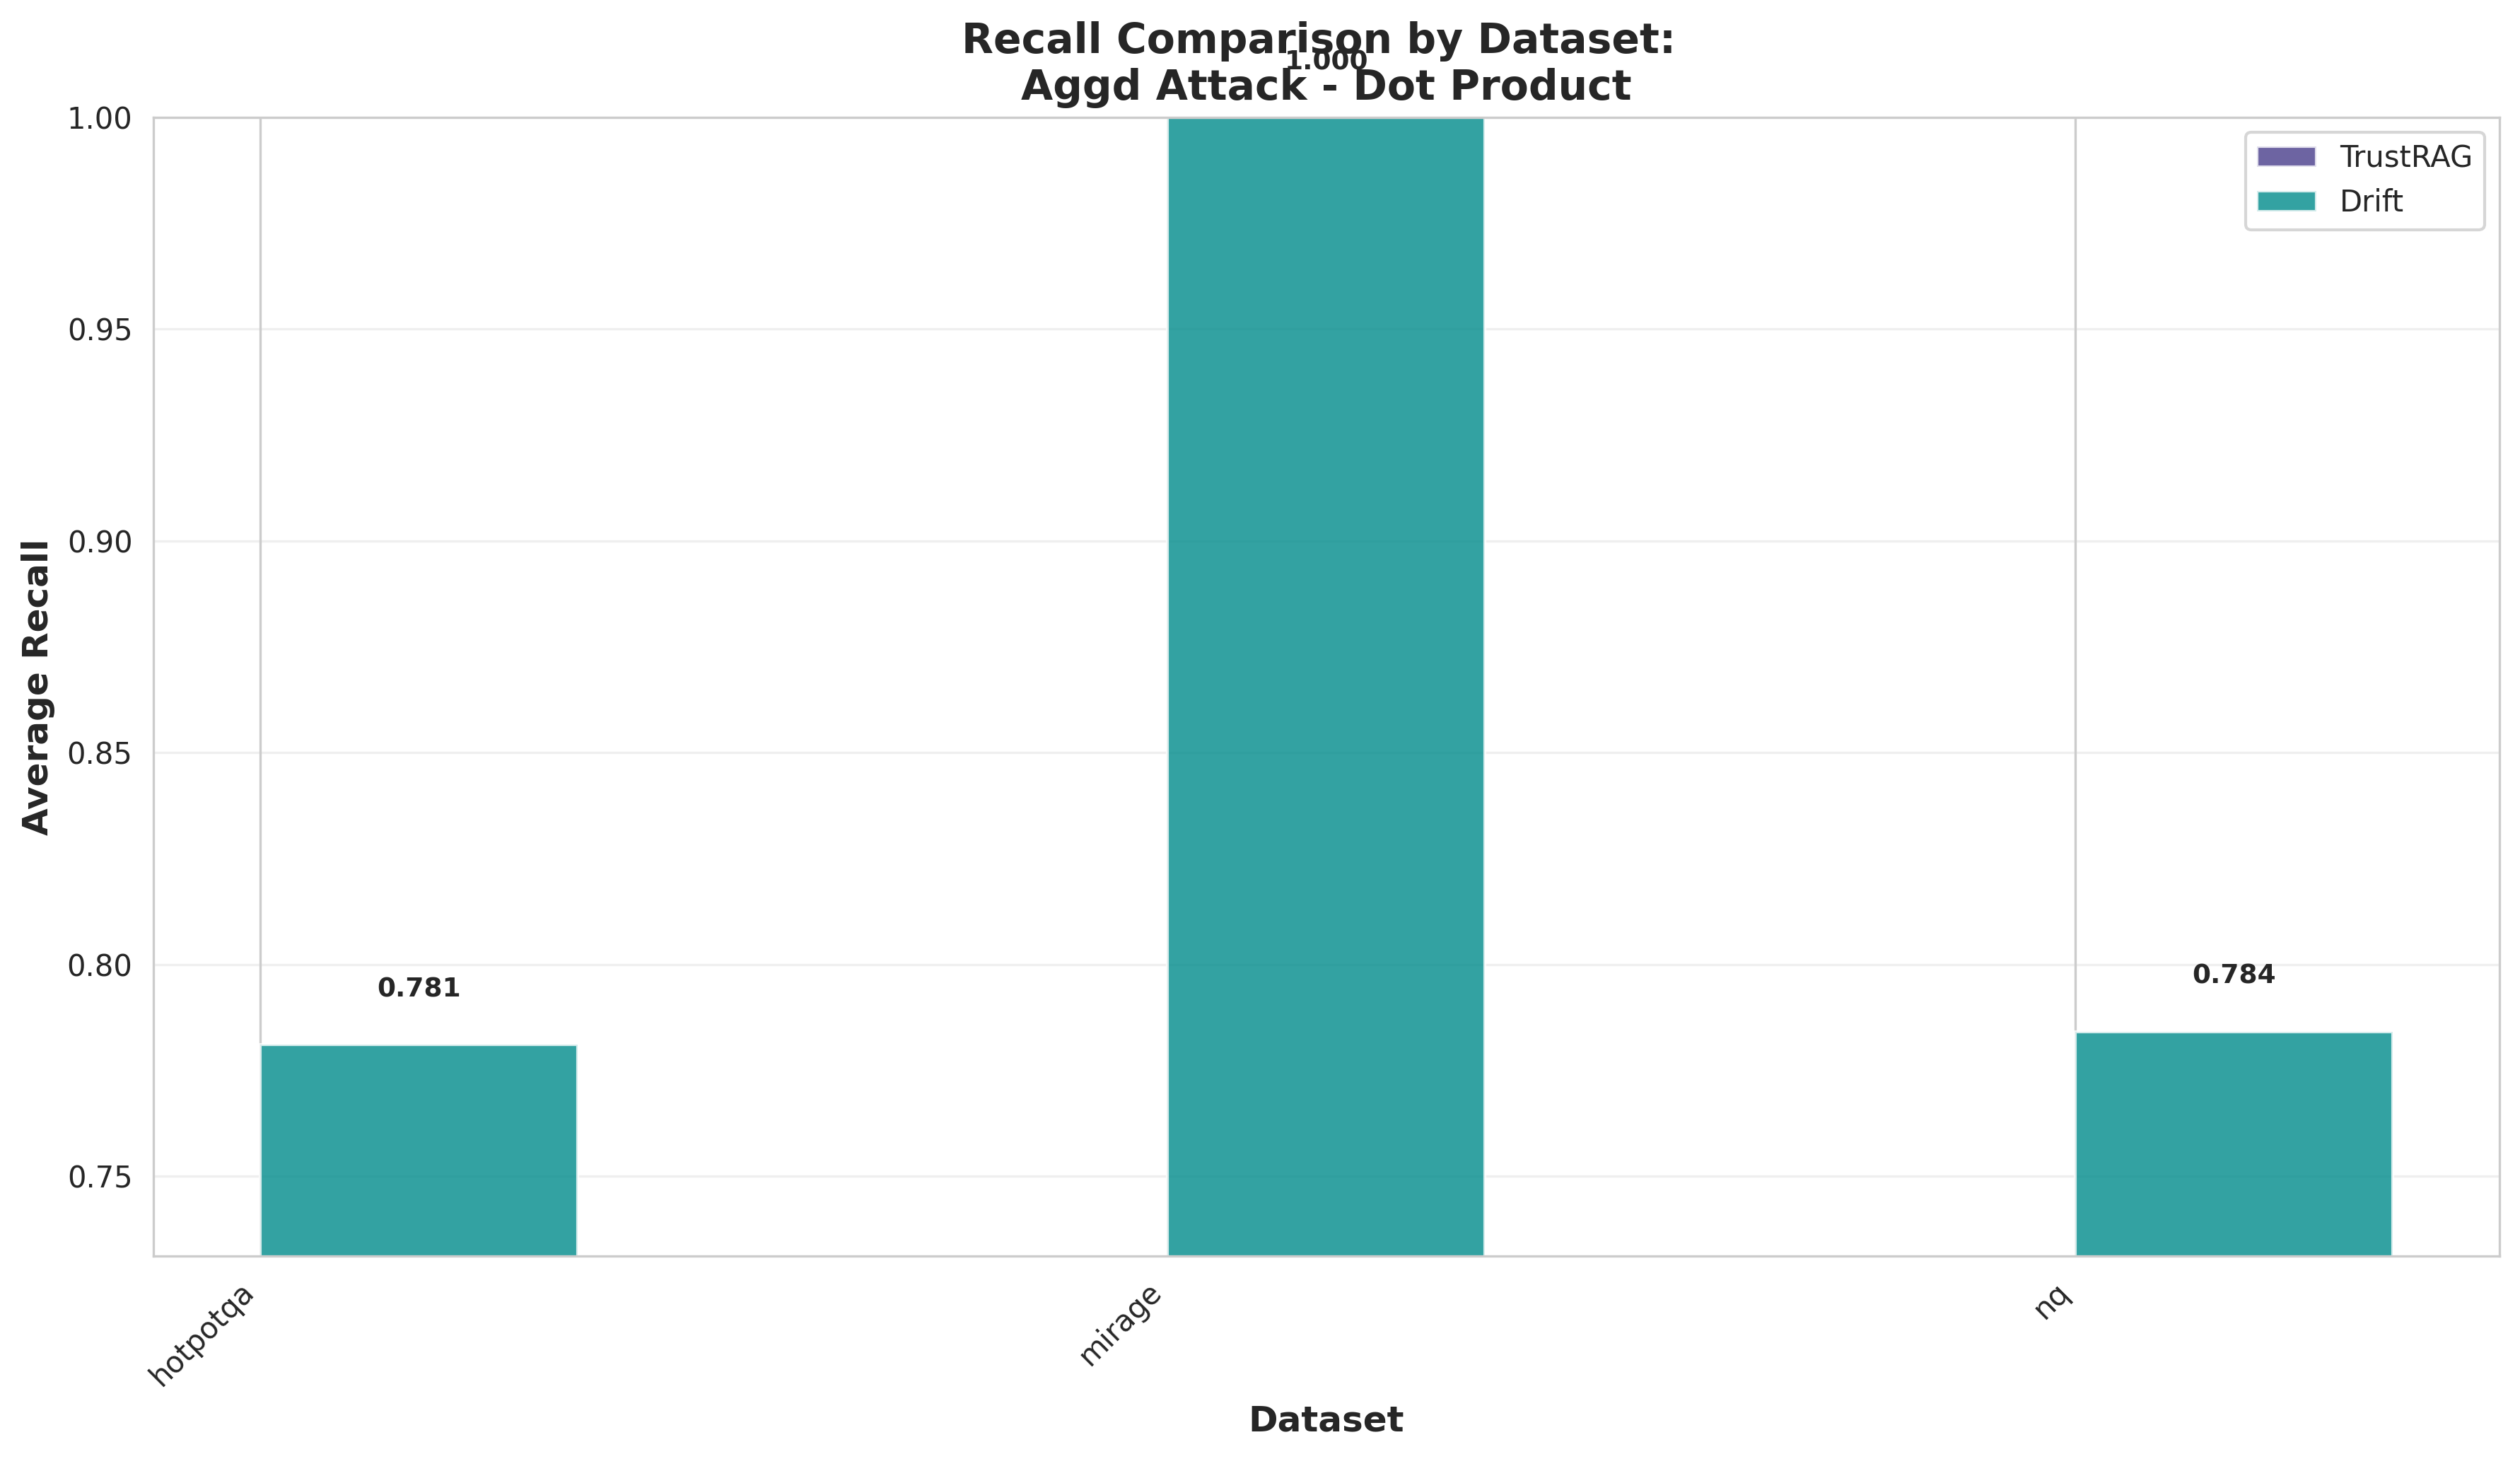 Recall Comparison by Dataset:
Aggd Attack - Dot Product
1.000
1.00
0.95
0.90
0.85
0.80
0.75
Average Recall
TrustRAG
Drift
0.781
0.784
hotpotqa
mirage
nq
Dataset